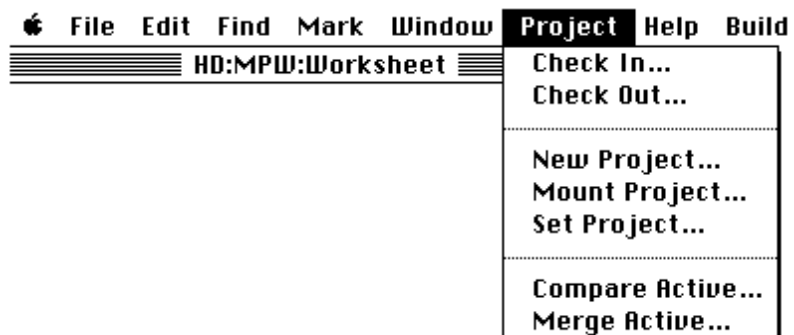 File Edit Find Mark Window Project Help Build
HD:MPW:Worksheet
Check In...
Check Out...
New Project...
Mount Project...
Set Project...
Compare Active...
Merge Active...